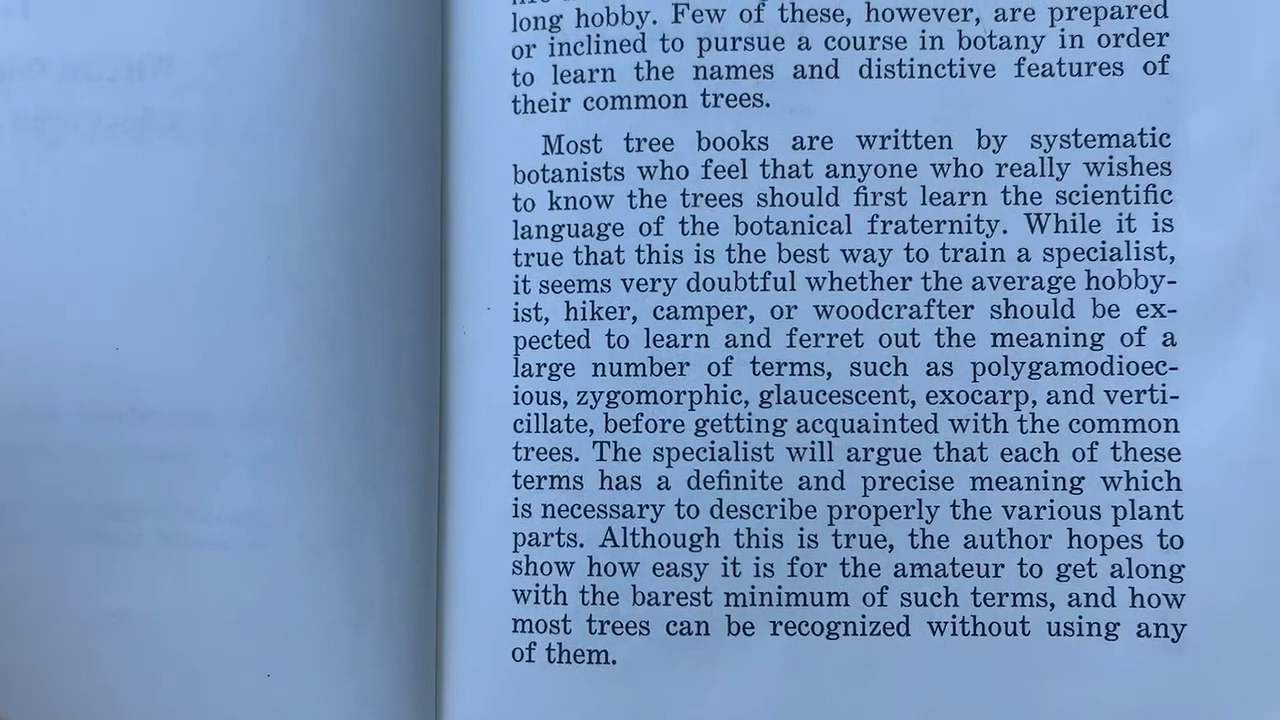 long hobby. Few of these, however, are prepared
or inclined to pursue a course in botany in order
to learn the names and distinctive features of
their common trees.
Most tree books are written by systematic
botanists who feel that anyone who really wishes
to know the trees should first learn the scientific
language of the botanical fraternity. While it is
true that this is the best way to train a specialist,
it seems very doubtful whether the average hobby-
ist, hiker, camper, or woodcrafter should be ex-
pected to learn and ferret out the meaning of a
large number of terms, such as polygamodioec-
ious, zygomorphic, glaucescent, exocarp, and verti-
cillate, before getting acquainted with the common
trees. The specialist will argue that each of these
terms has a definite and precise meaning which
is necessary to describe properly the various plant
parts. Although this is true, the author hopes to
show how easy it is for the amateur to get along
with the barest minimum of such terms, and how
most trees can be recognized without using any
of them.